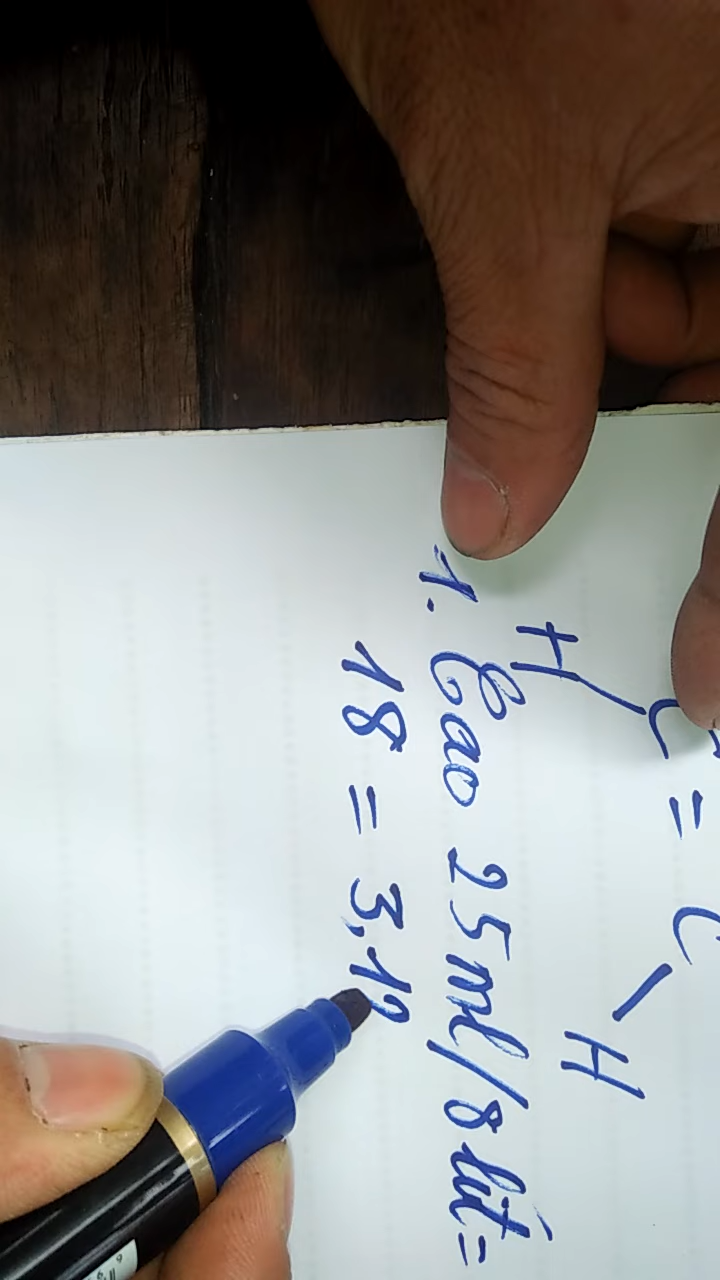 C = C
H H
1. Cao 25ml/8 lít =
18 = 3,12